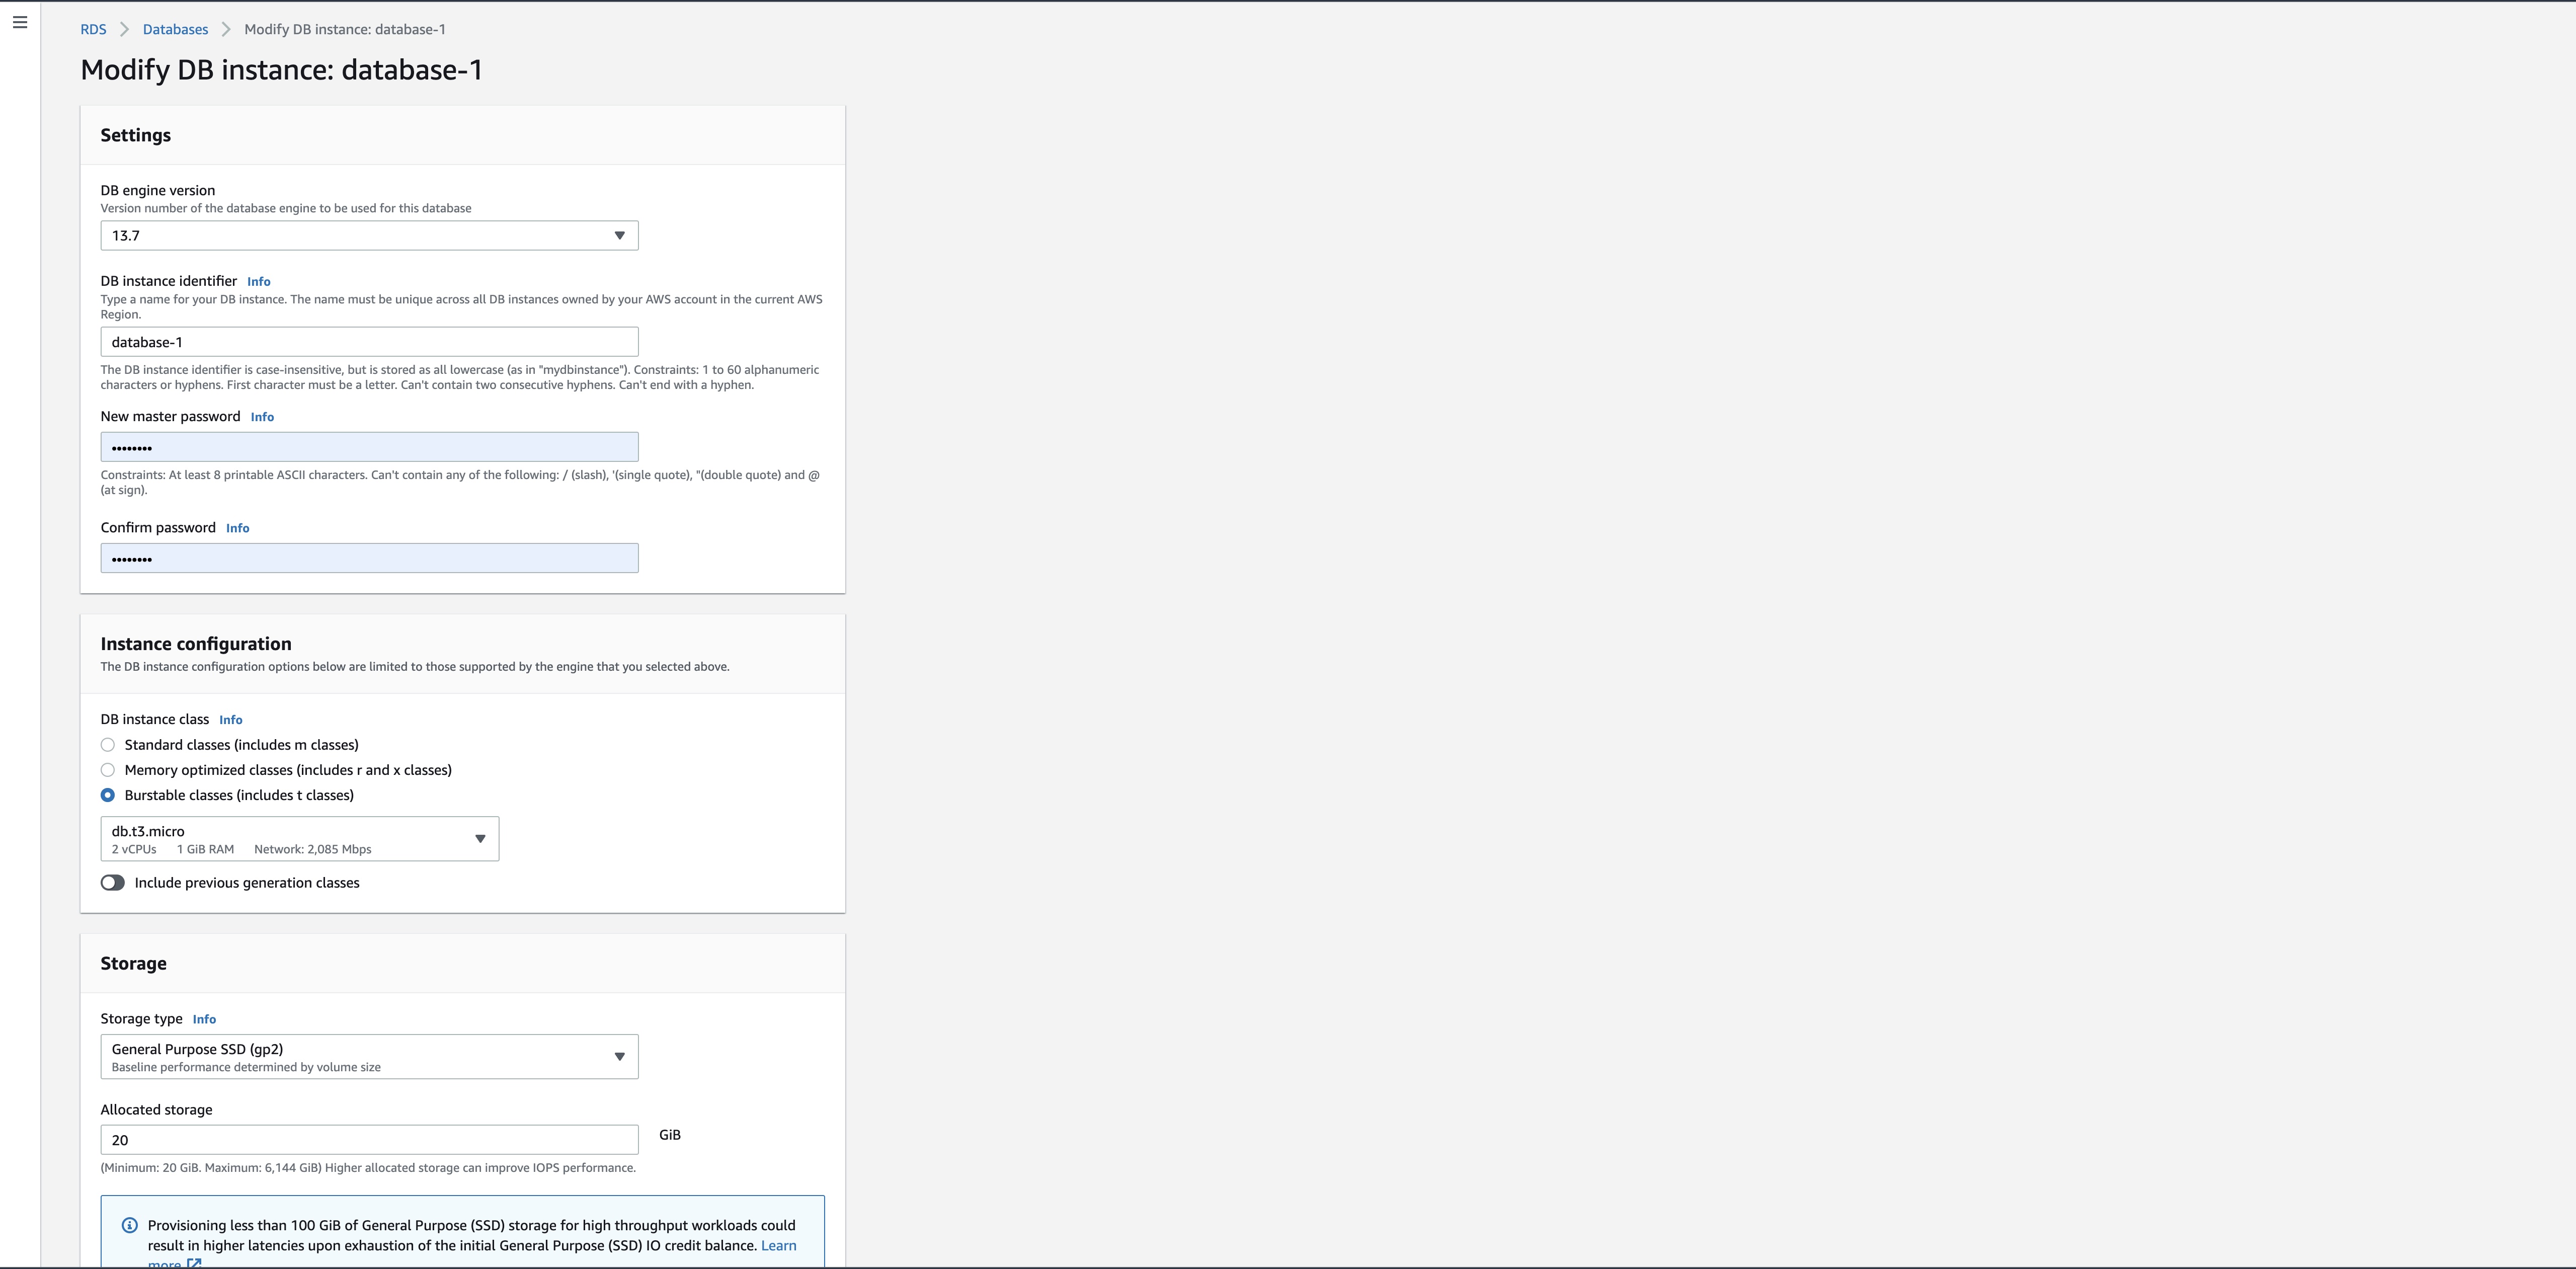 RDS > Databases > Modify DB instance: database-1
Modify DB instance: database-1
Settings
DB engine version
Version number of the database engine to be used for this database
13.7
DB instance identifier Info
Type a name for your DB instance. The name must be unique across all DB instances owned by your AWS account in the current AWS
Region.
database-1
The DB instance identifier is case-insensitive, but is stored as all lowercase (as in "mydbinstance"). Constraints: 1 to 60 alphanumeric
characters or hyphens. First character must be a letter. Can't contain two consecutive hyphens. Can't end with a hyphen.
New master password Info
••••••••
Constraints: At least 8 printable ASCII characters. Can't contain any of the following: / (slash), '(single quote), "(double quote) and @
(at sign).
Confirm password Info
••••••••
Instance configuration
The DB instance configuration options below are limited to those supported by the engine that you selected above.
DB instance class Info
Standard classes (includes m classes)
Memory optimized classes (includes r and x classes)
Burstable classes (includes t classes)
db.t3.micro
2 vCPUs 1 GiB RAM Network: 2,085 Mbps
Include previous generation classes
Storage
Storage type Info
General Purpose SSD (gp2)
Baseline performance determined by volume size
Allocated storage
20 GiB
(Minimum: 20 GiB. Maximum: 6,144 GiB) Higher allocated storage can improve IOPS performance.
Provisioning less than 100 GiB of General Purpose (SSD) storage for high throughput workloads could
result in higher latencies upon exhaustion of the initial General Purpose (SSD) IO credit balance. Learn
more